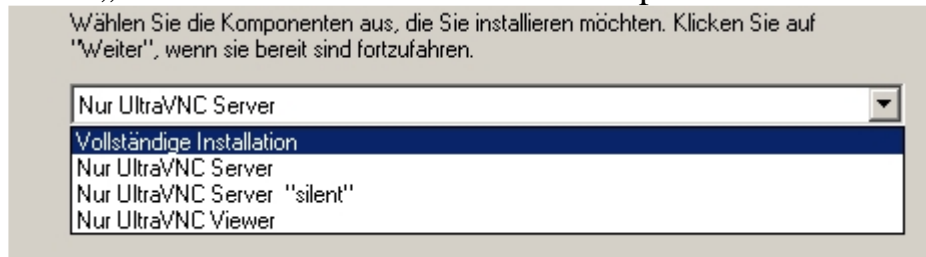 Wählen Sie die Komponenten aus, die Sie installieren möchten. Klicken Sie auf
"Weiter", wenn sie bereit sind fortzufahren.
Nur UltraVNC Server
Vollständige Installation
Nur UltraVNC Server
Nur UltraVNC Server "silent"
Nur UltraVNC Viewer